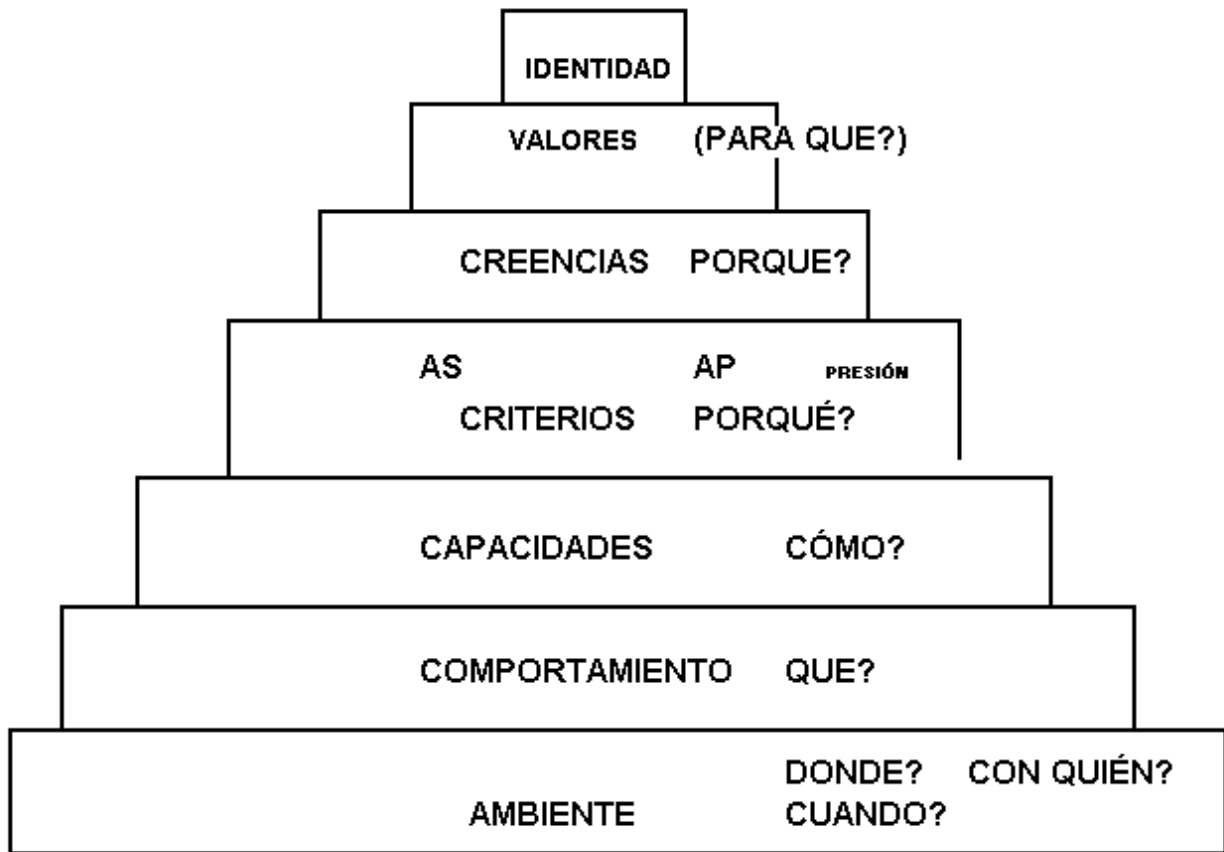 IDENTIDAD
VALORES (PARA QUE?)
CREENCIAS PORQUE?
AS AP PRESIÓN
CRITERIOS PORQUÉ?
CAPACIDADES CÓMO?
COMPORTAMIENTO QUE?
DONDE? CON QUIÉN?
AMBIENTE CUANDO?